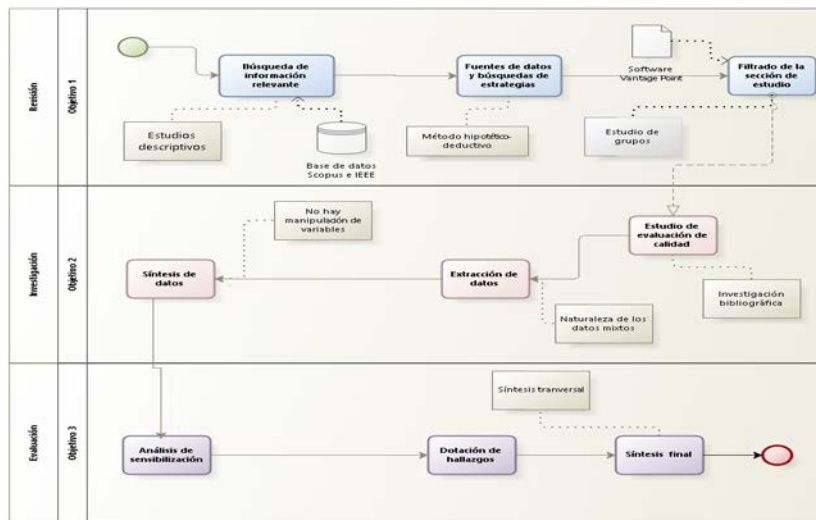 Revisión
Objetivo 1
Búsqueda de
información
relevante
Fuentes de datos
y búsquedas de
estrategias
Software
Vantage Point
Filtrado de la
sección de
estudio
Estudios
descriptivos
Base de datos
Scopus e IEEE
Método hipotético-
deductivo
Estudio de
grupos
Investigación
Objetivo 2
No hay
manipulación de
variables
Estudio de
evaluación de
calidad
Síntesis de
datos
Extracción de
datos
Naturaleza de los
datos mixtos
Investigación
bibliográfica
Evaluación
Objetivo 3
Síntesis tranversal
Análisis de
sensibilización
Dotación de
hallazgos
Síntesis final